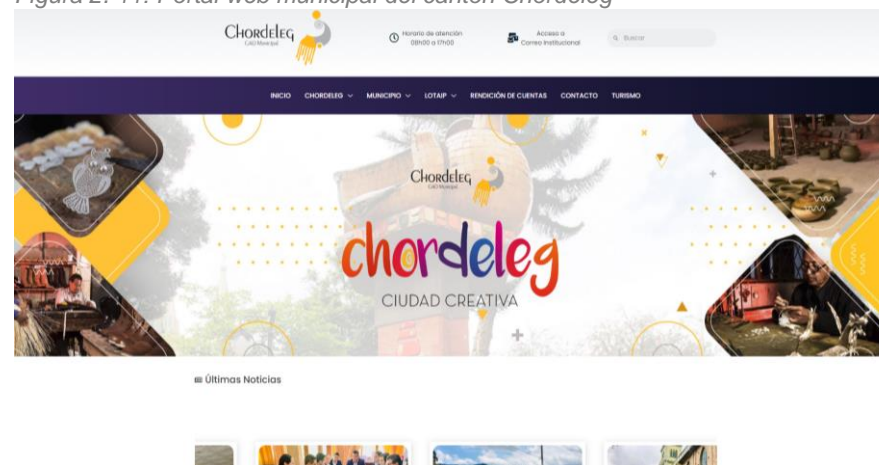 Figura 2. 11. Portal web municipal del cantón Chordeleg
CHORDELEG
GAD Municipal
Horario de atención
08h00 a 17h00
Acceso a
Correo Institucional
Buscar
INICIO CHORDELEG MUNICIPIO LOTAIP RENDICIÓN DE CUENTAS CONTACTO TURISMO
CHORDELEG
GAD Municipal
chordeleg
CIUDAD CREATIVA
Últimas Noticias